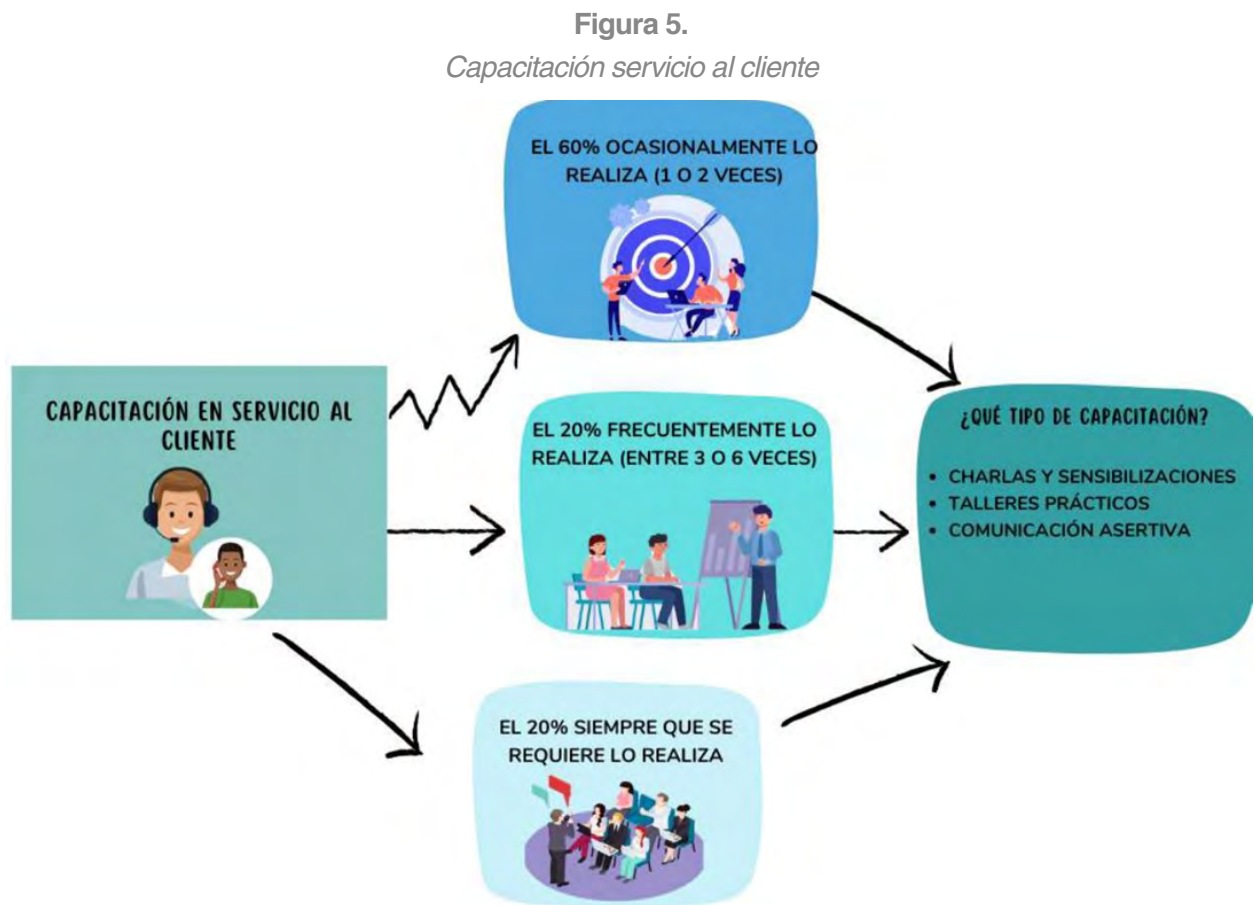 Figura 5.
Capacitación servicio al cliente
EL 60% OCASIONALMENTE LO
REALIZA (1 O 2 VECES)
CAPACITACIÓN EN SERVICIO AL
CLIENTE
EL 20% FRECUENTEMENTE LO
REALIZA (ENTRE 3 O 6 VECES)
EL 20% SIEMPRE QUE SE
REQUIERE LO REALIZA
¿QUÉ TIPO DE CAPACITACIÓN?
• CHARLAS Y SENSIBILIZACIONES
• TALLERES PRÁCTICOS
• COMUNICACIÓN ASERTIVA